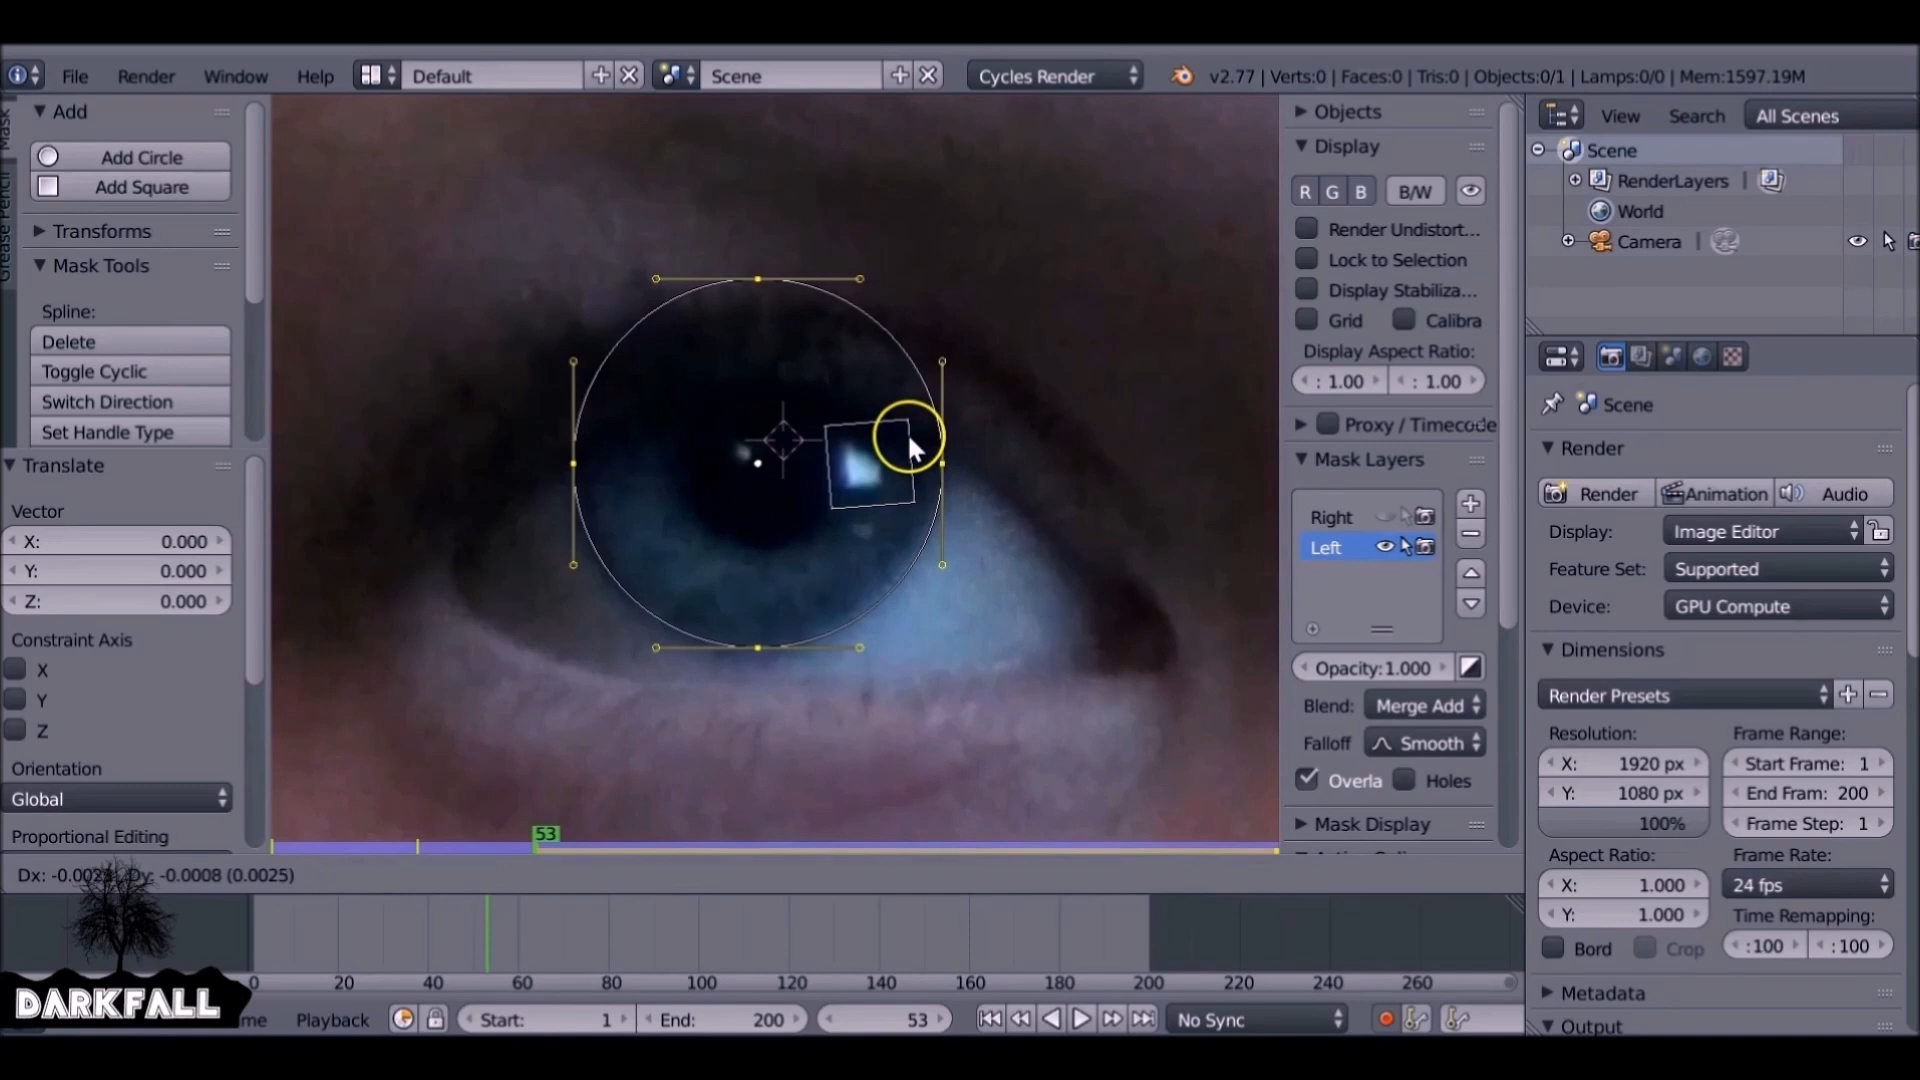 File Render Window Help Default Scene Cycles Render v2.77 | Verts:0 | Faces:0 | Tris:0 | Objects:0/1 | Lamps:0/0 | Mem:1597.19M
Mask
Grease Pencil
Add
Add Circle
Add Square
Transforms
Mask Tools
Spline:
Delete
Toggle Cyclic
Switch Direction
Set Handle Type
Translate
Vector
X: 0.000
Y: 0.000
Z: 0.000
Constraint Axis
X
Y
Z
Orientation
Global
Proportional Editing
53
Objects
Display
R G B B/W
Render Undistort...
Lock to Selection
Display Stabiliza...
Grid Calibra
Display Aspect Ratio:
: 1.00 : 1.00
Proxy / Timecode
Mask Layers
Right
Left
Opacity: 1.000
Blend: Merge Add
Falloff Smooth
Overla Holes
Mask Display
View Search All Scenes
Scene
RenderLayers |
World
Camera |
Scene
Render
Render Animation Audio
Display: Image Editor
Feature Set: Supported
Device: GPU Compute
Dimensions
Render Presets
Resolution: Frame Range:
X: 1920 px Start Frame: 1
Y: 1080 px End Fram: 200
100% Frame Step: 1
Aspect Ratio: Frame Rate:
X: 1.000 24 fps
Y: 1.000 Time Remapping:
Bord Crop :100 :100
Metadata
Output
Dy: -0.0008 (0.0025)
0 20 40 60 80 100 120 140 160 180 200 220 240 260
DARKFALL
Playback Start: 1 End: 200 53 No Sync